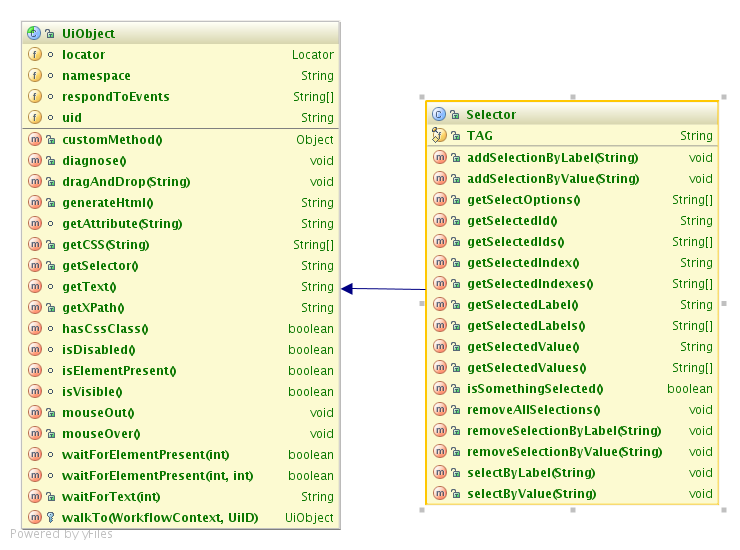 UiObject
locator Locator
namespace String
respondToEvents String[]
uid String
customMethod() Object
diagnose() void
dragAndDrop(String) void
generateHtml() String
getAttribute(String) String
getCSS(String) String[]
getSelector() String
getText() String
getXPath() String
hasCssClass() boolean
isDisabled() boolean
isElementPresent() boolean
isVisible() boolean
mouseOut() void
mouseOver() void
waitForElementPresent(int) boolean
waitForElementPresent(int, int) boolean
waitForText(int) String
walkTo(WorkflowContext, UiID) UiObject
Selector
TAG String
addSelectionByLabel(String) void
addSelectionByValue(String) void
getSelectOptions() String[]
getSelectedId() String
getSelectedIds() String[]
getSelectedIndex() String
getSelectedIndexes() String[]
getSelectedLabel() String
getSelectedLabels() String[]
getSelectedValue() String
getSelectedValues() String[]
isSomethingSelected() boolean
removeAllSelections() void
removeSelectionByLabel(String) void
removeSelectionByValue(String) void
selectByLabel(String) void
selectByValue(String) void
Powered by yFiles